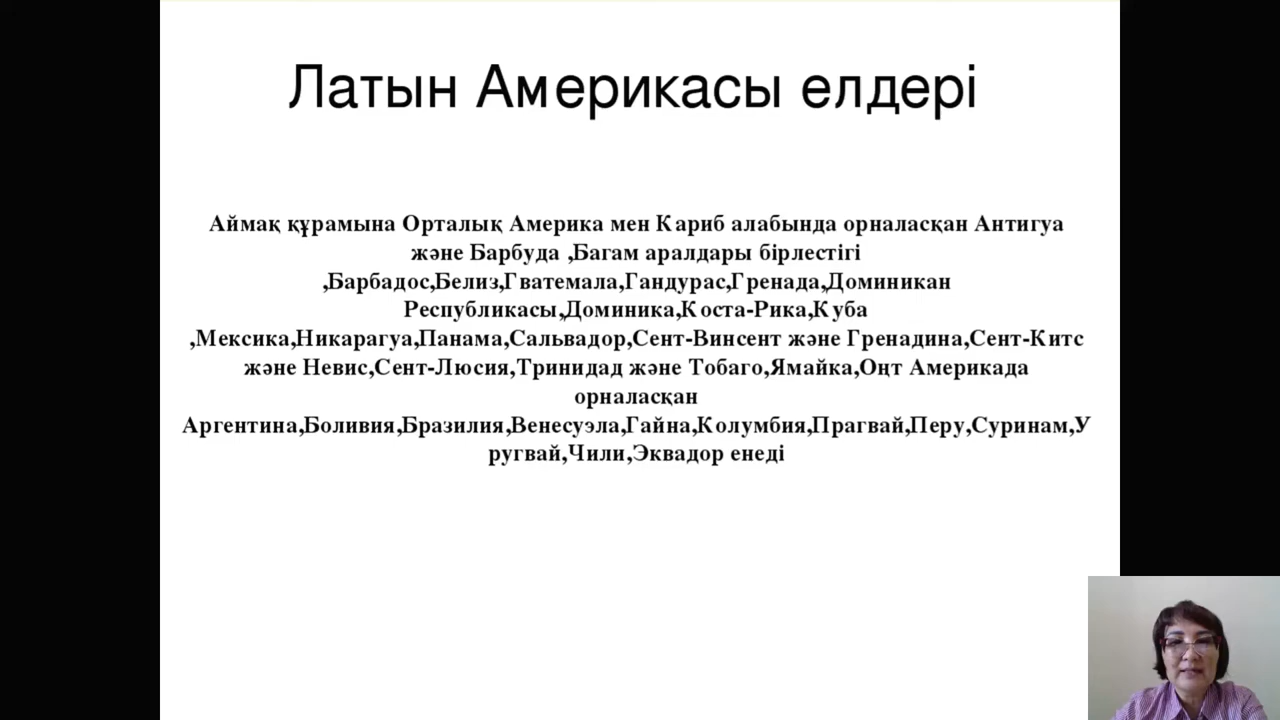 Латын Америкасы елдері
Аймақ құрамына Орталық Америка мен Кариб алабында орналасқан Антигуа
және Барбуда ,Багам аралдары бірлестігі
,Барбадос,Белиз,Гватемала,Гандурас,Гренада,Доминикан
Республикасы,Доминика,Коста-Рика,Куба
,Мексика,Никарагуа,Панама,Сальвадор,Сент-Винсент және Гренадина,Сент-Китс
және Невис,Сент-Люсия,Тринидад және Тобаго,Ямайка,Оңт Америкада
орналасқан
Аргентина,Боливия,Бразилия,Венесуэла,Гайна,Колумбия,Прагвай,Перу,Суринам,У
ругвай,Чили,Эквадор енеді